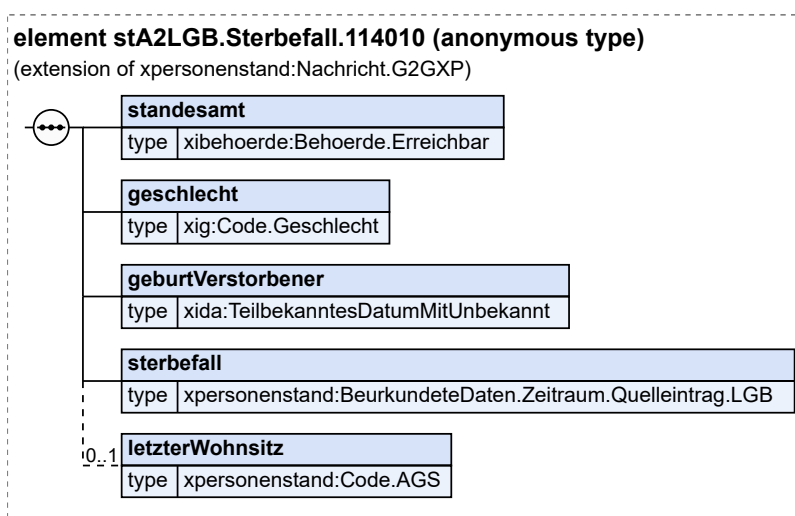 element stA2LGB.Sterbefall.114010 (anonymous type)
(extension of xpersonenstand:Nachricht.G2GXP)
standesamt
type xibehoerde:Behoerde.Erreichbar
geschlecht
type xig:Code.Geschlecht
geburtVerstorbener
type xida:TeilbekanntesDatumMitUnbekannt
sterbefall
type xpersonenstand:BeurkundeteDaten.Zeitraum.Quelleintrag.LGB
0..1 letzterWohnsitz
type xpersonenstand:Code.AGS